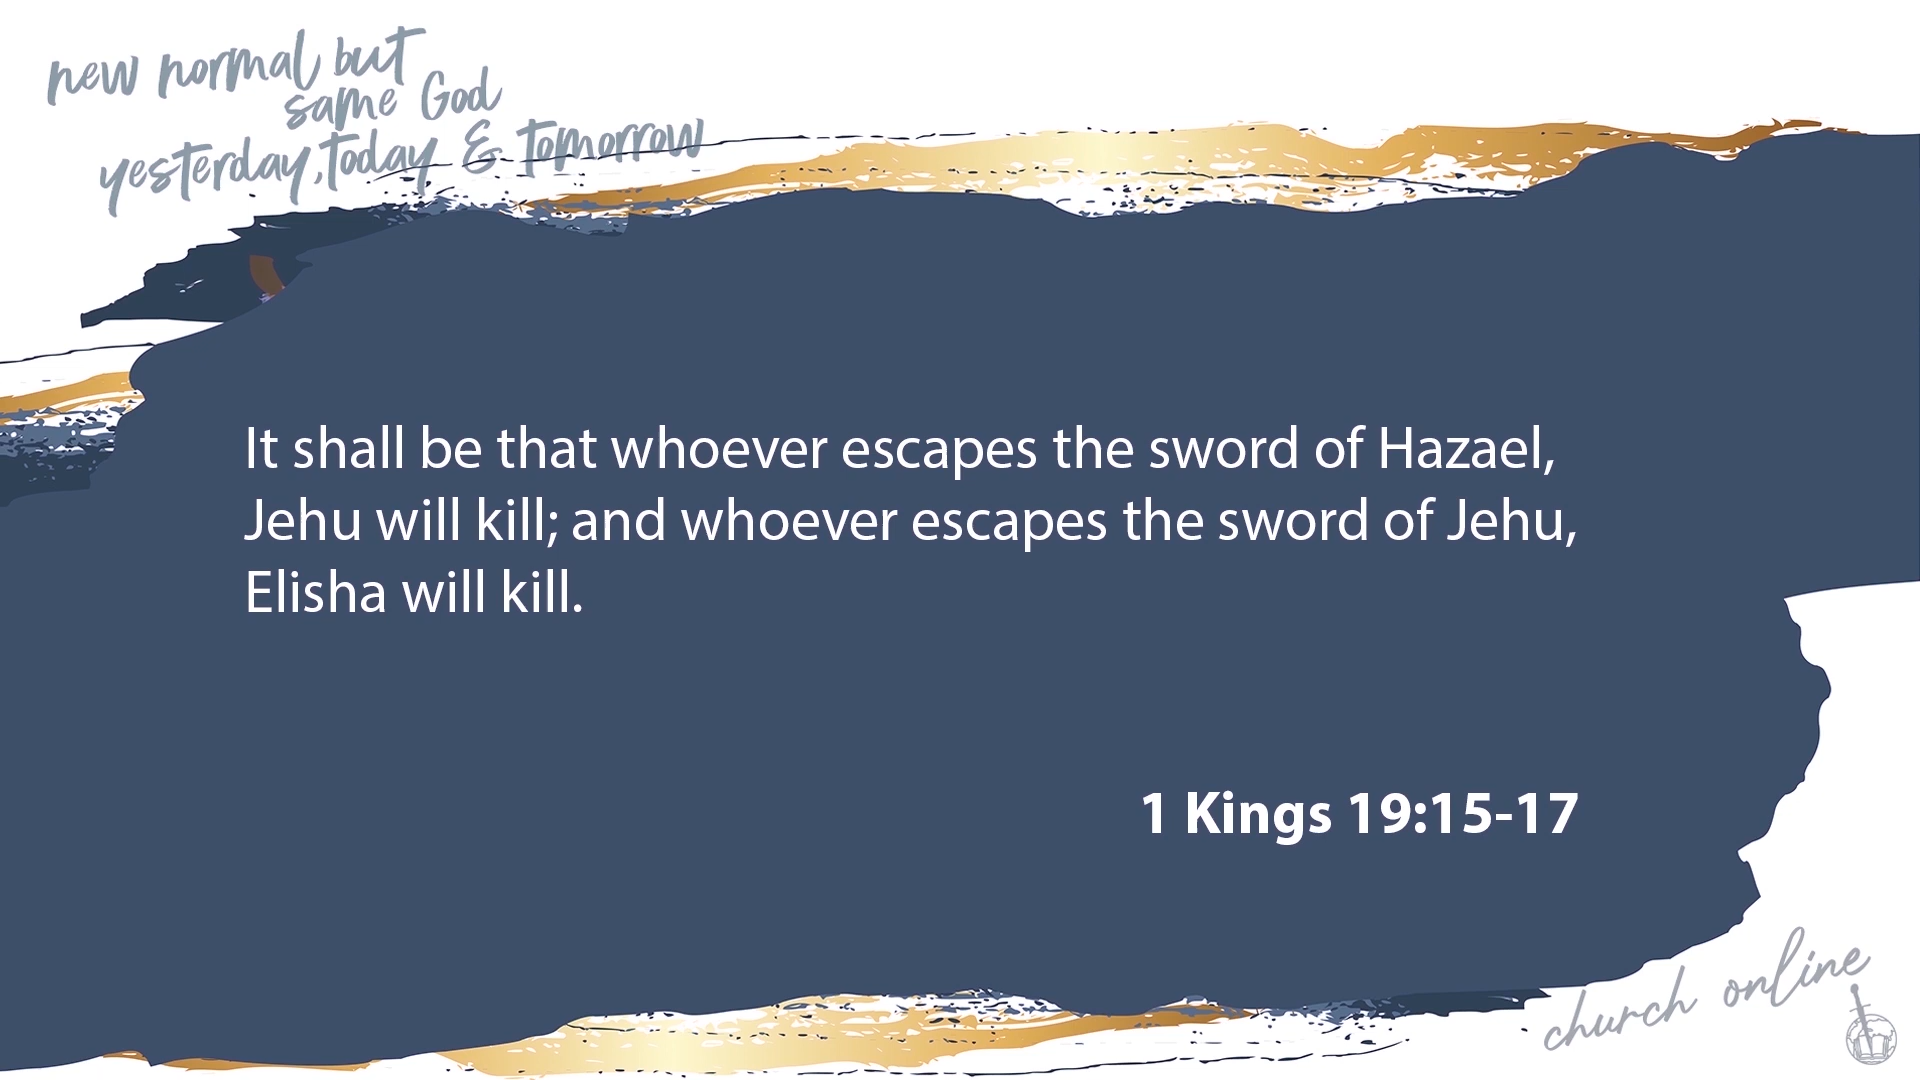 new normal but
same God
yesterday, today & tomorrow
It shall be that whoever escapes the sword of Hazael,
Jehu will kill; and whoever escapes the sword of Jehu,
Elisha will kill.
1 Kings 19:15-17
church online